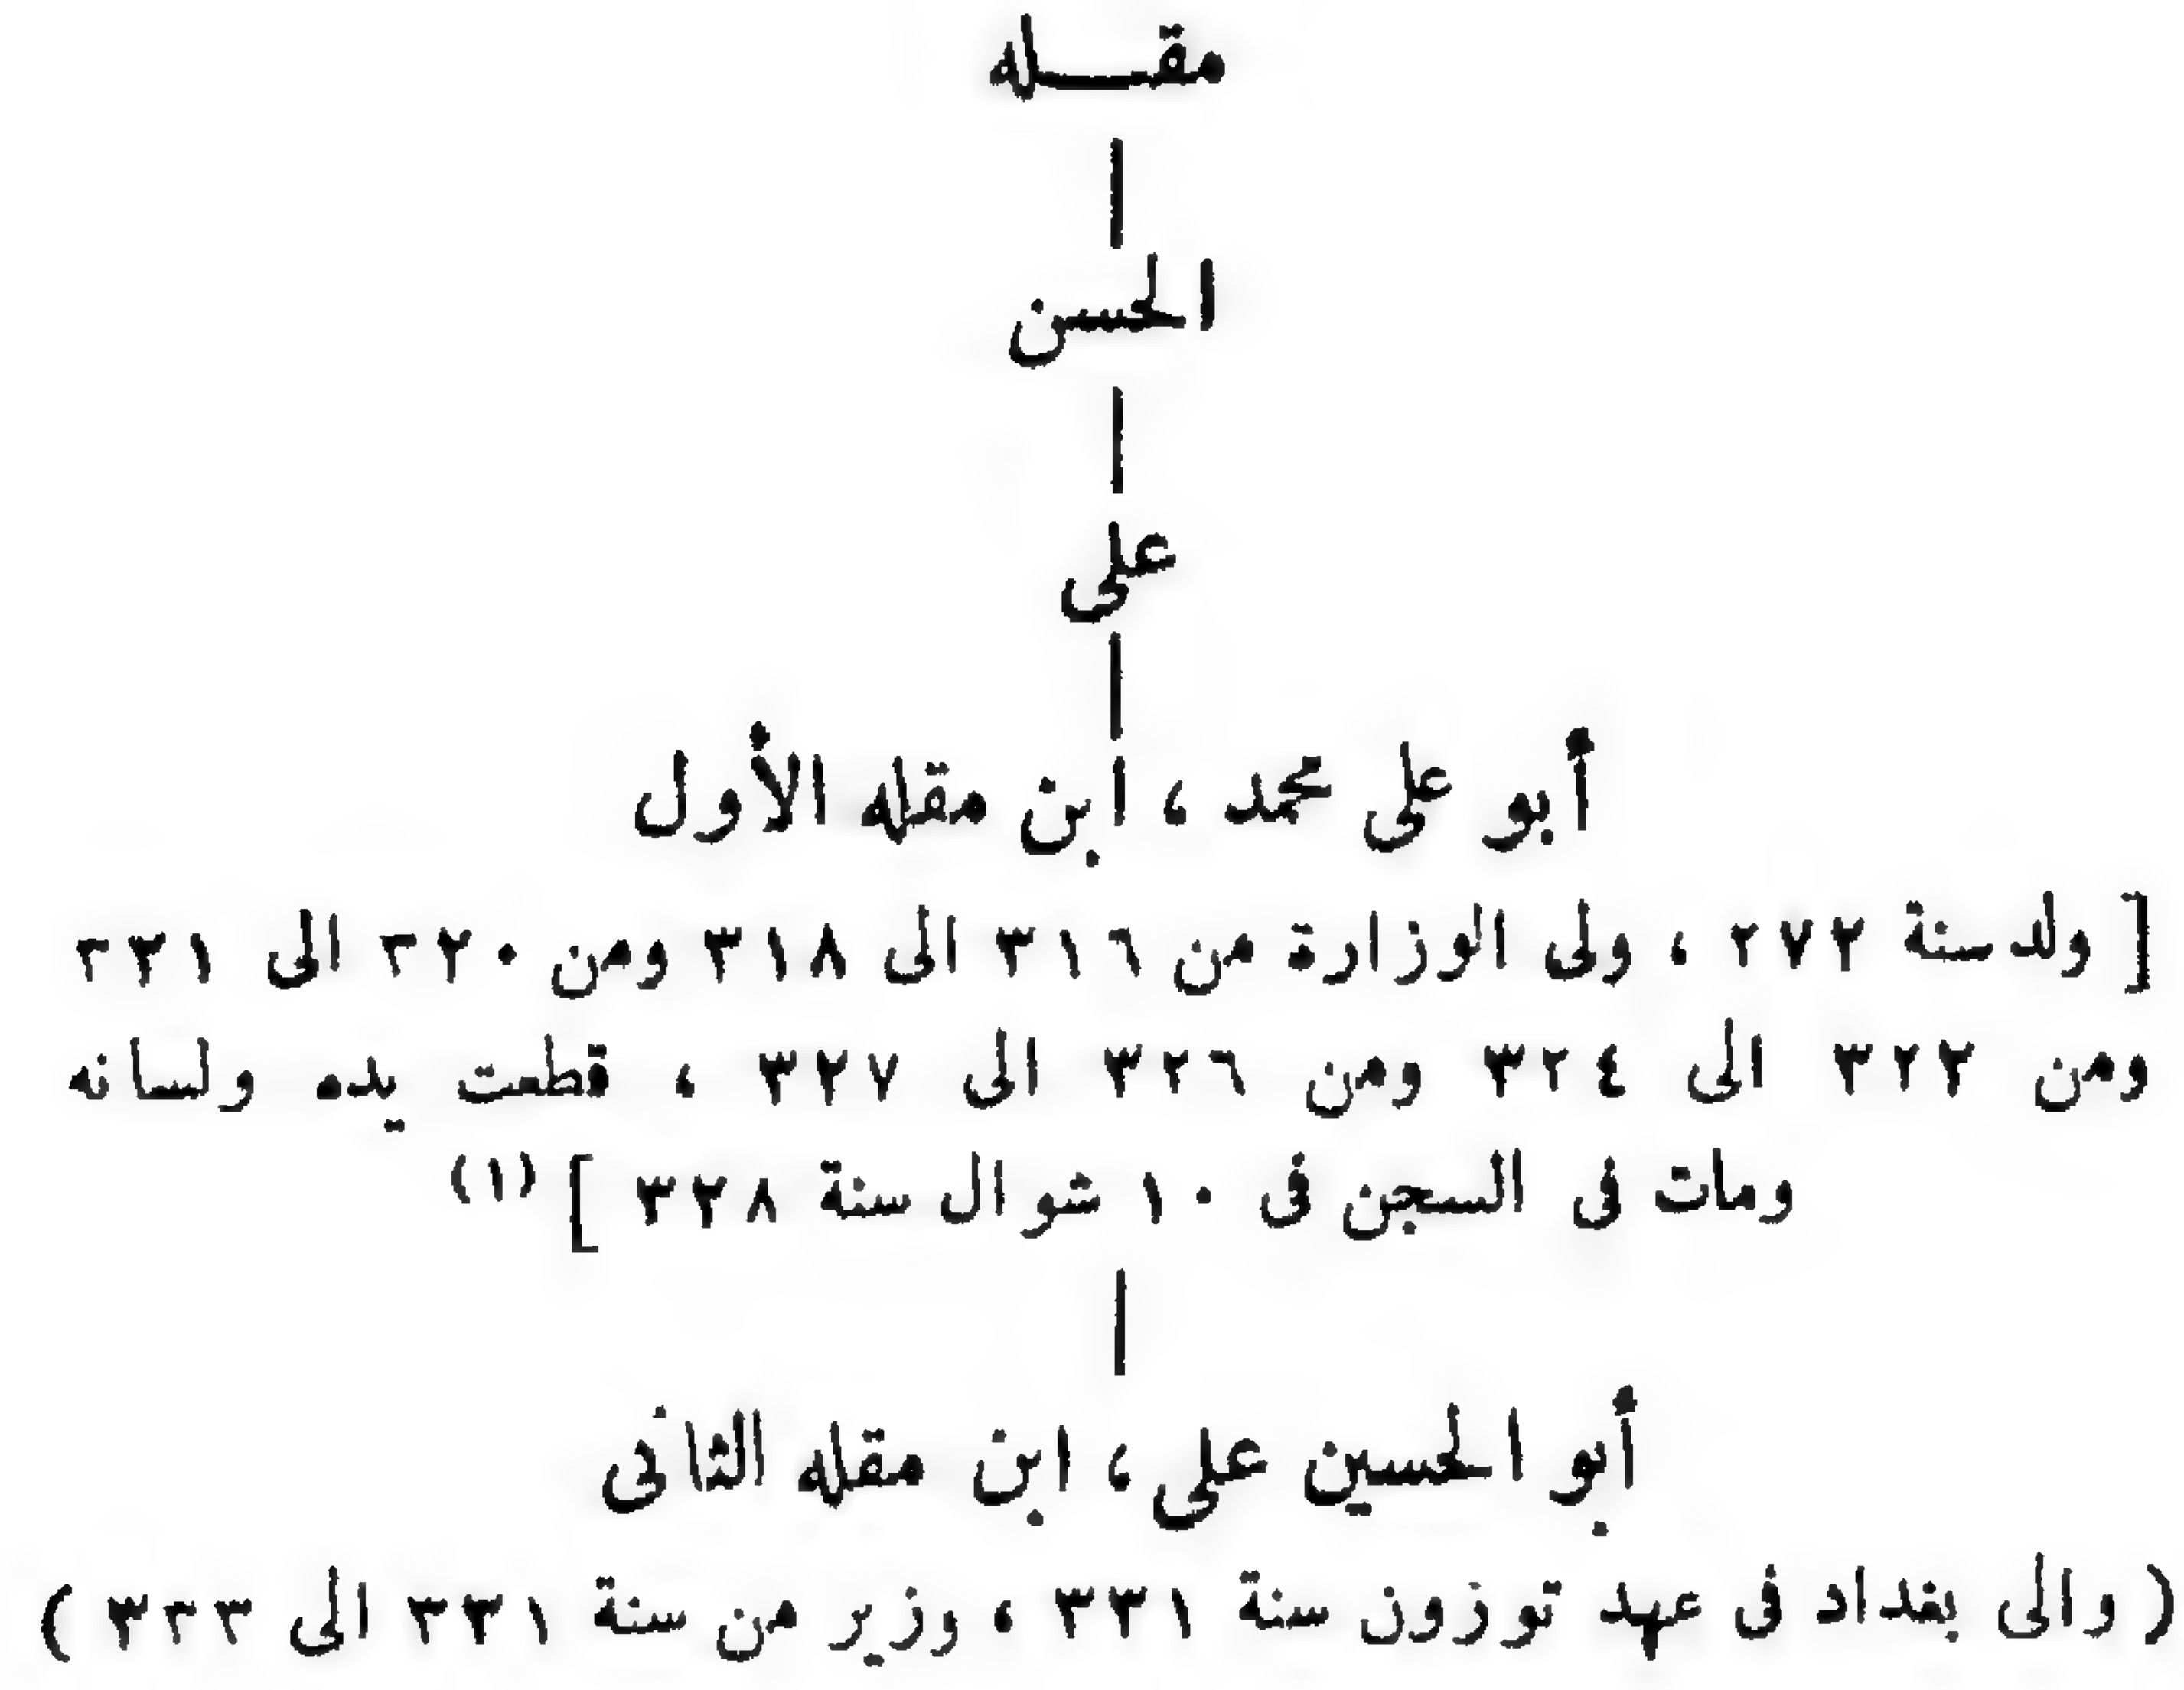 مقـــله
الحسن
على
أبو على محمد ، ابن مقله الأول
[ ولد سنة ٢٧٢ ، ولى الوزارة من ٣١٦ الى ٣١٨ ومن ٣٢٠ الى ٣٢١
ومن ٣٢٢ الى ٣٢٤ ومن ٣٢٦ الى ٣٢٧ ، قطعت يده ولسانه
ومات فى السجن فى ١٠ شوال سنة ٣٢٨ ] (١)
أبو الحسين على ، ابن مقله الثانى
( والى بغداد فى عهد توزون سنة ٣٣١ ، وزير من سنة ٣٣١ الى ٣٣٣ )